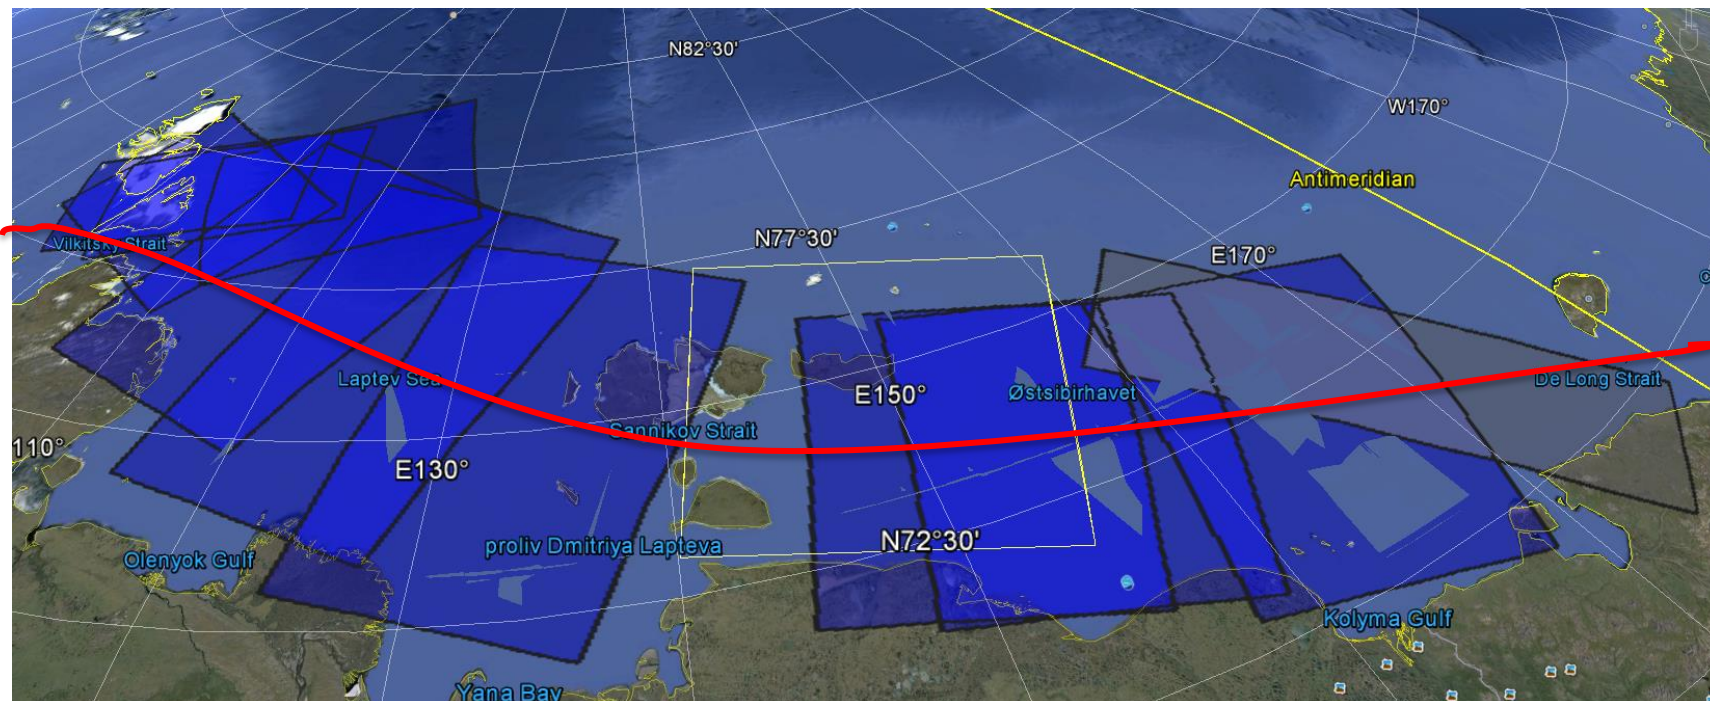 N82°30'
W170°
Antimeridian
Vilkitsky Strait
N77°30'
E170°
Laptev Sea
E150°
Østsibirhavet
De Long Strait
Sannikov Strait
110°
E130°
N72°30'
proliv Dmitriya Lapteva
Olenyok Gulf
Kolyma Gulf
Yana Bay